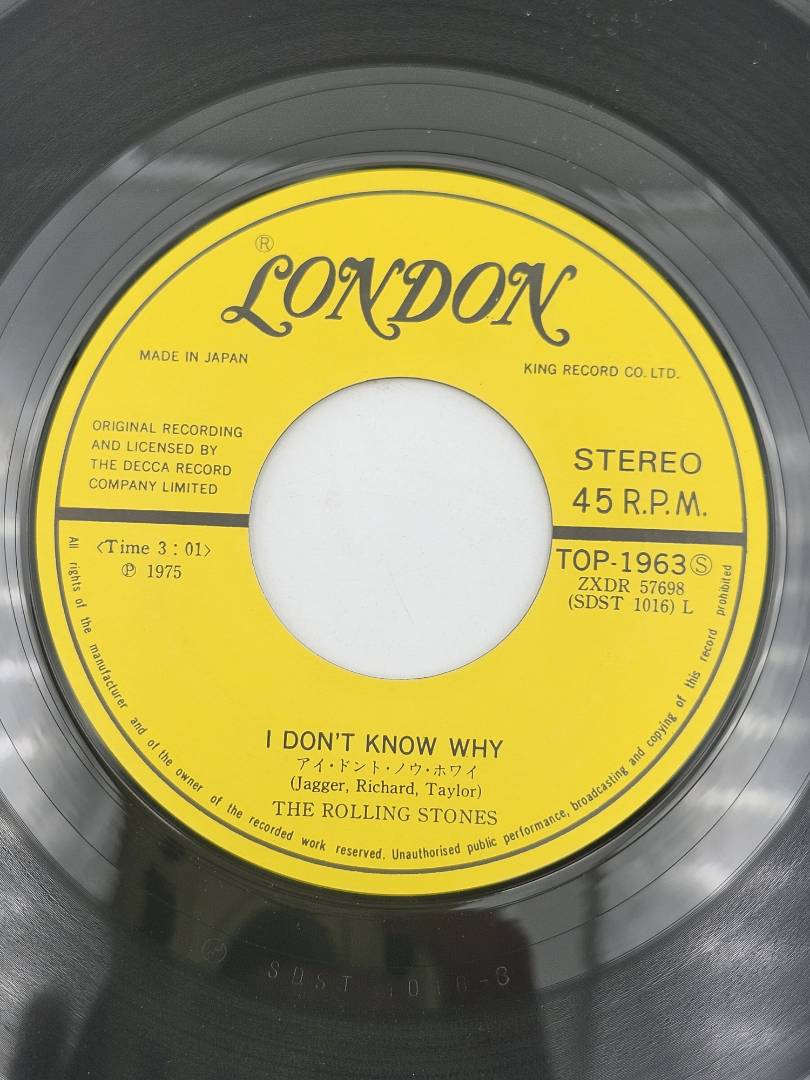 ®
LONDON
MADE IN JAPAN
KING RECORD CO. LTD.
ORIGINAL RECORDING
AND LICENSED BY
THE DECCA RECORD
COMPANY LIMITED
STEREO
45 R.P.M.
〈Time 3 : 01〉
℗ 1975
TOP-1963Ⓢ
ZXDR 57698
(SDST 1016) L
I DON'T KNOW WHY
アイ・ドント・ノウ・ホワイ
(Jagger, Richard, Taylor)
THE ROLLING STONES
All rights of the manufacturer and of the owner of the recorded work reserved. Unauthorised public performance, broadcasting and copying of this record prohibited
SDST 1016-3